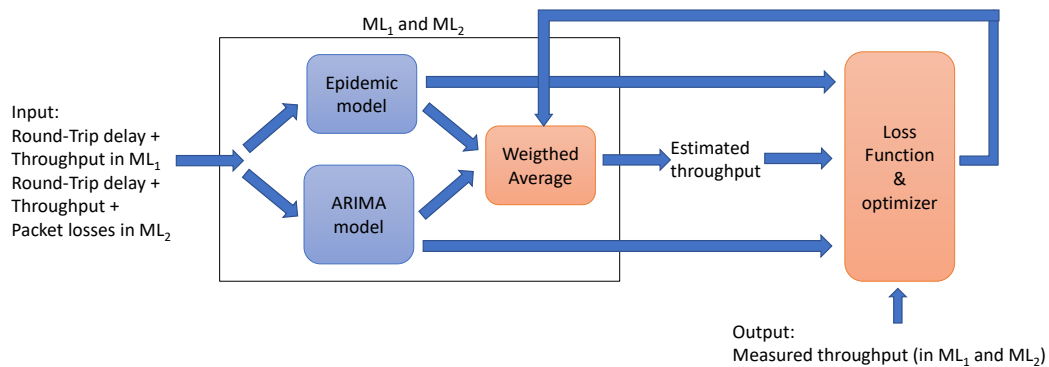 ML₁ and ML₂
Input:
Round-Trip delay +
Throughput in ML₁
Round-Trip delay +
Throughput +
Packet losses in ML₂
Epidemic
model
ARIMA
model
Weigthed
Average
Estimated
throughput
Loss
Function
&
optimizer
Output:
Measured throughput (in ML₁ and ML₂)